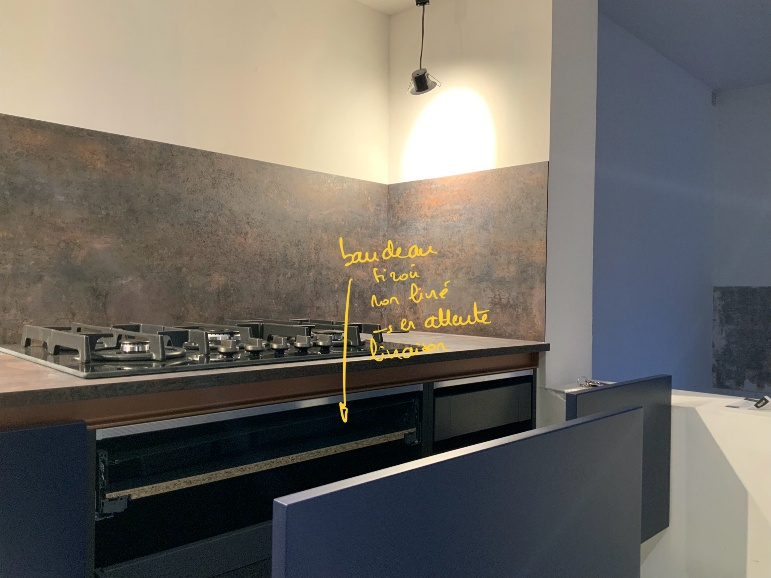 bandeau
tiroir
non livré
→ en attente
livraison